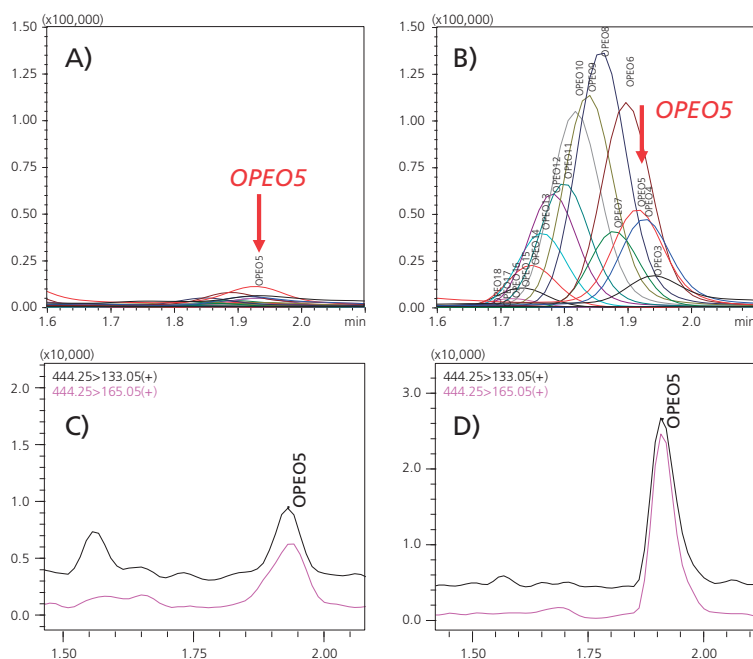 (x100,000)
1.50
1.25
1.00
0.75
0.50
0.25
0.00
A)
OPEO5
OPEO5
1.6
1.7
1.8
1.9
2.0
min
(x100,000)
1.50
1.25
1.00
0.75
0.50
0.25
0.00
B)
OPEO5
OPEO18
OPEO17
OPEO16
OPEO15
OPEO14
OPEO13
OPEO12
OPEO11
OPEO10
OPEO9
OPEO8
OPEO7
OPEO6
OPEO5
OPEO4
OPEO3
1.6
1.7
1.8
1.9
2.0
min
(x10,000)
444.25>133.05(+)
444.25>165.05(+)
C)
OPEO5
2.0
1.5
1.0
0.5
0.0
1.50
1.75
2.00
(x10,000)
444.25>133.05(+)
444.25>165.05(+)
D)
OPEO5
3.0
2.0
1.0
0.0
1.50
1.75
2.00